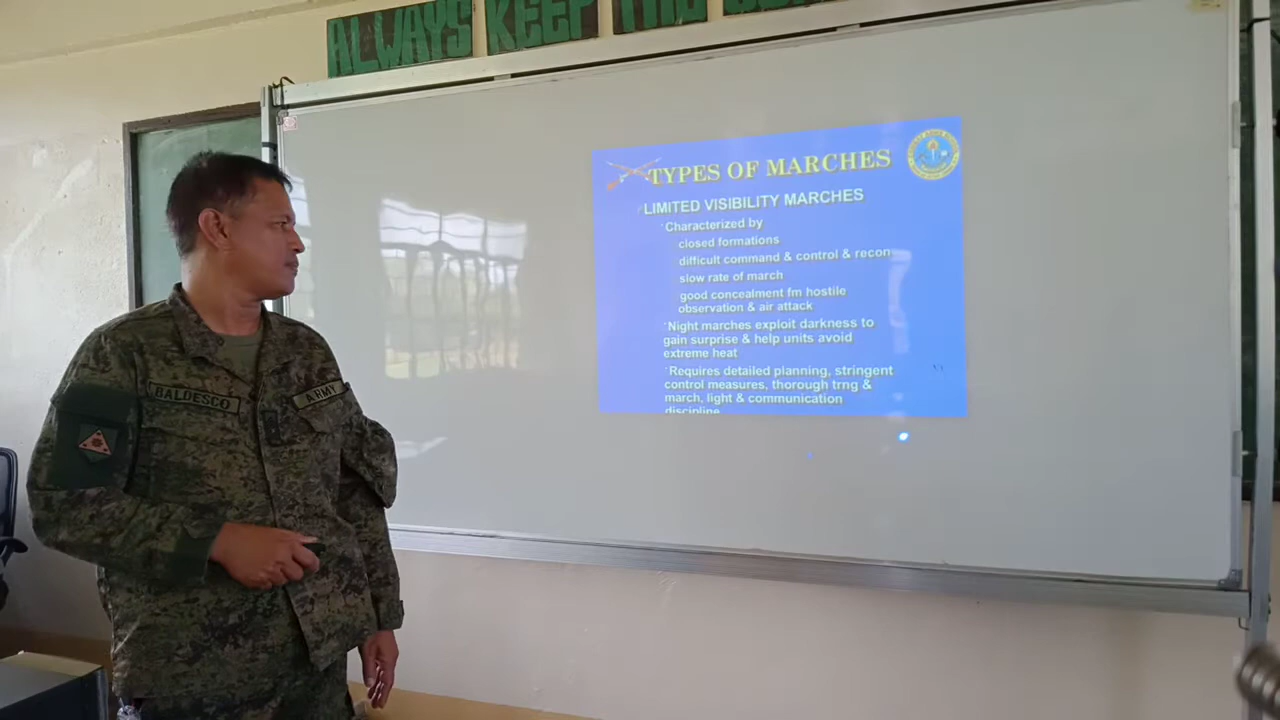 ALWAYS KEEP THE
TYPES OF MARCHES
LIMITED VISIBILITY MARCHES
Characterized by
closed formations
difficult command & control & recon
slow rate of march
good concealment fm hostile
observation & air attack
Night marches exploit darkness to
gain surprise & help units avoid
extreme heat
Requires detailed planning, stringent
control measures, thorough trng &
march, light & communication
discipline
BALDESCO
ARMY